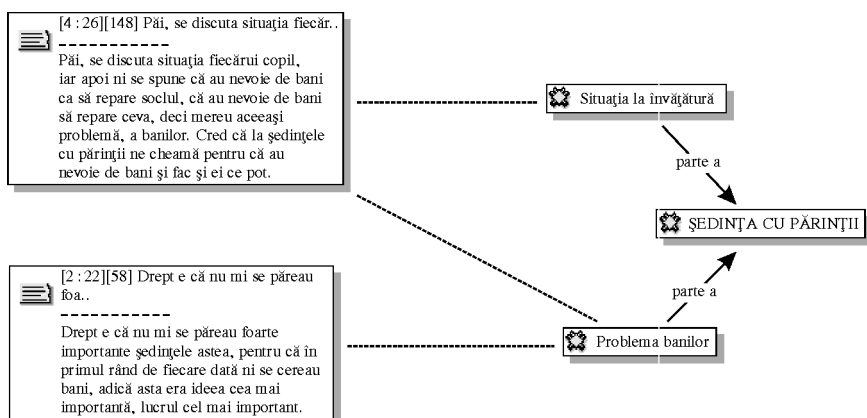 [4:26][148] Păi, se discuta situaţia fiecăr..
Păi, se discuta situaţia fiecărui copil,
iar apoi ni se spune că au nevoie de bani
ca să repare soclul, că au nevoie de bani
să repare ceva, deci mereu aceeaşi
problemă, a banilor. Cred că la şedinţele
cu părinţii ne cheamă pentru că au
nevoie de bani şi fac şi ei ce pot.
Situaţia la învăţătură
parte a
ŞEDINŢA CU PĂRINŢII
parte a
Problema banilor
[2:22][58] Drept e că nu mi se păreau
foa..
Drept e că nu mi se păreau foarte
importante şedinţele astea, pentru că în
primul rând de fiecare dată ni se cereau
bani, adică asta era ideea cea mai
importantă, lucrul cel mai important.